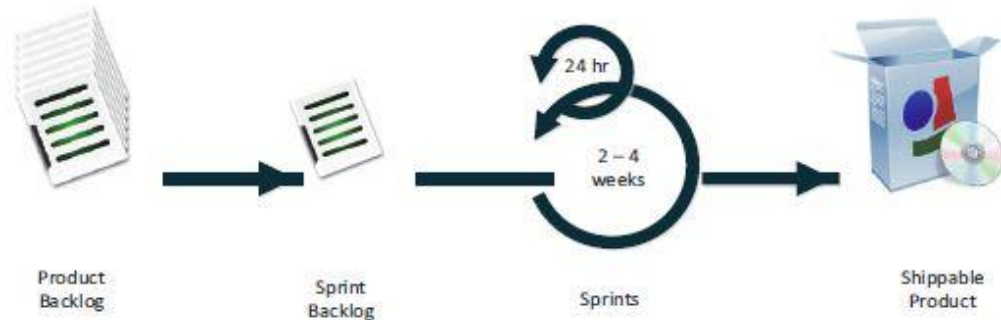 24 hr
2 – 4
weeks
Product
Backlog
Sprint
Backlog
Sprints
Shippable
Product